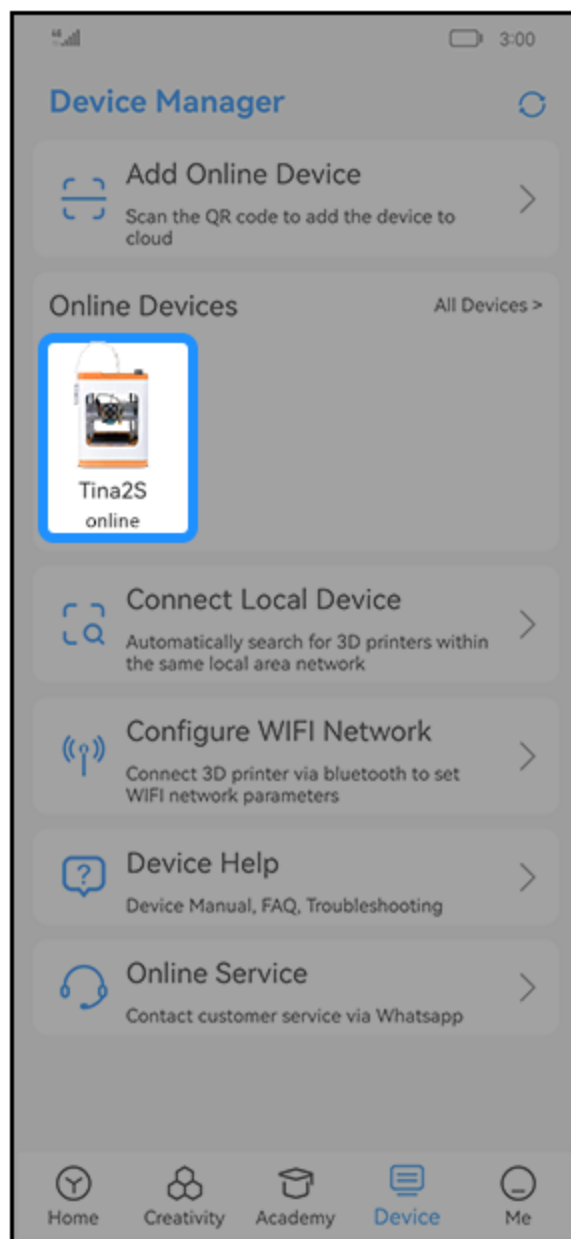 3:00
Device Manager
Add Online Device
Scan the QR code to add the device to
cloud
Online Devices
All Devices >
Tina2S
online
Connect Local Device
Automatically search for 3D printers within
the same local area network
Configure WIFI Network
Connect 3D printer via bluetooth to set
WIFI network parameters
Device Help
Device Manual, FAQ, Troubleshooting
Online Service
Contact customer service via Whatsapp
Home
Creativity
Academy
Device
Me